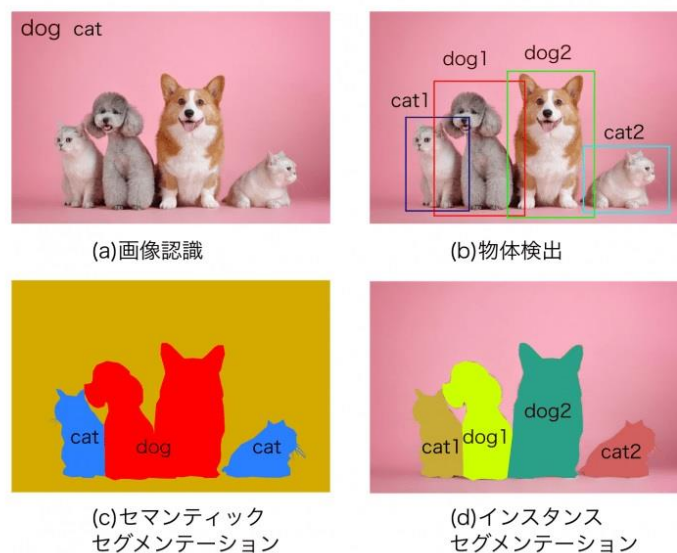 dog cat
dog1
dog2
cat1
cat2
(a)画像認識
(b)物体検出
cat
dog
cat
cat1
dog1
dog2
cat2
(c)セマンティック
セグメンテーション
(d)インスタンス
セグメンテーション